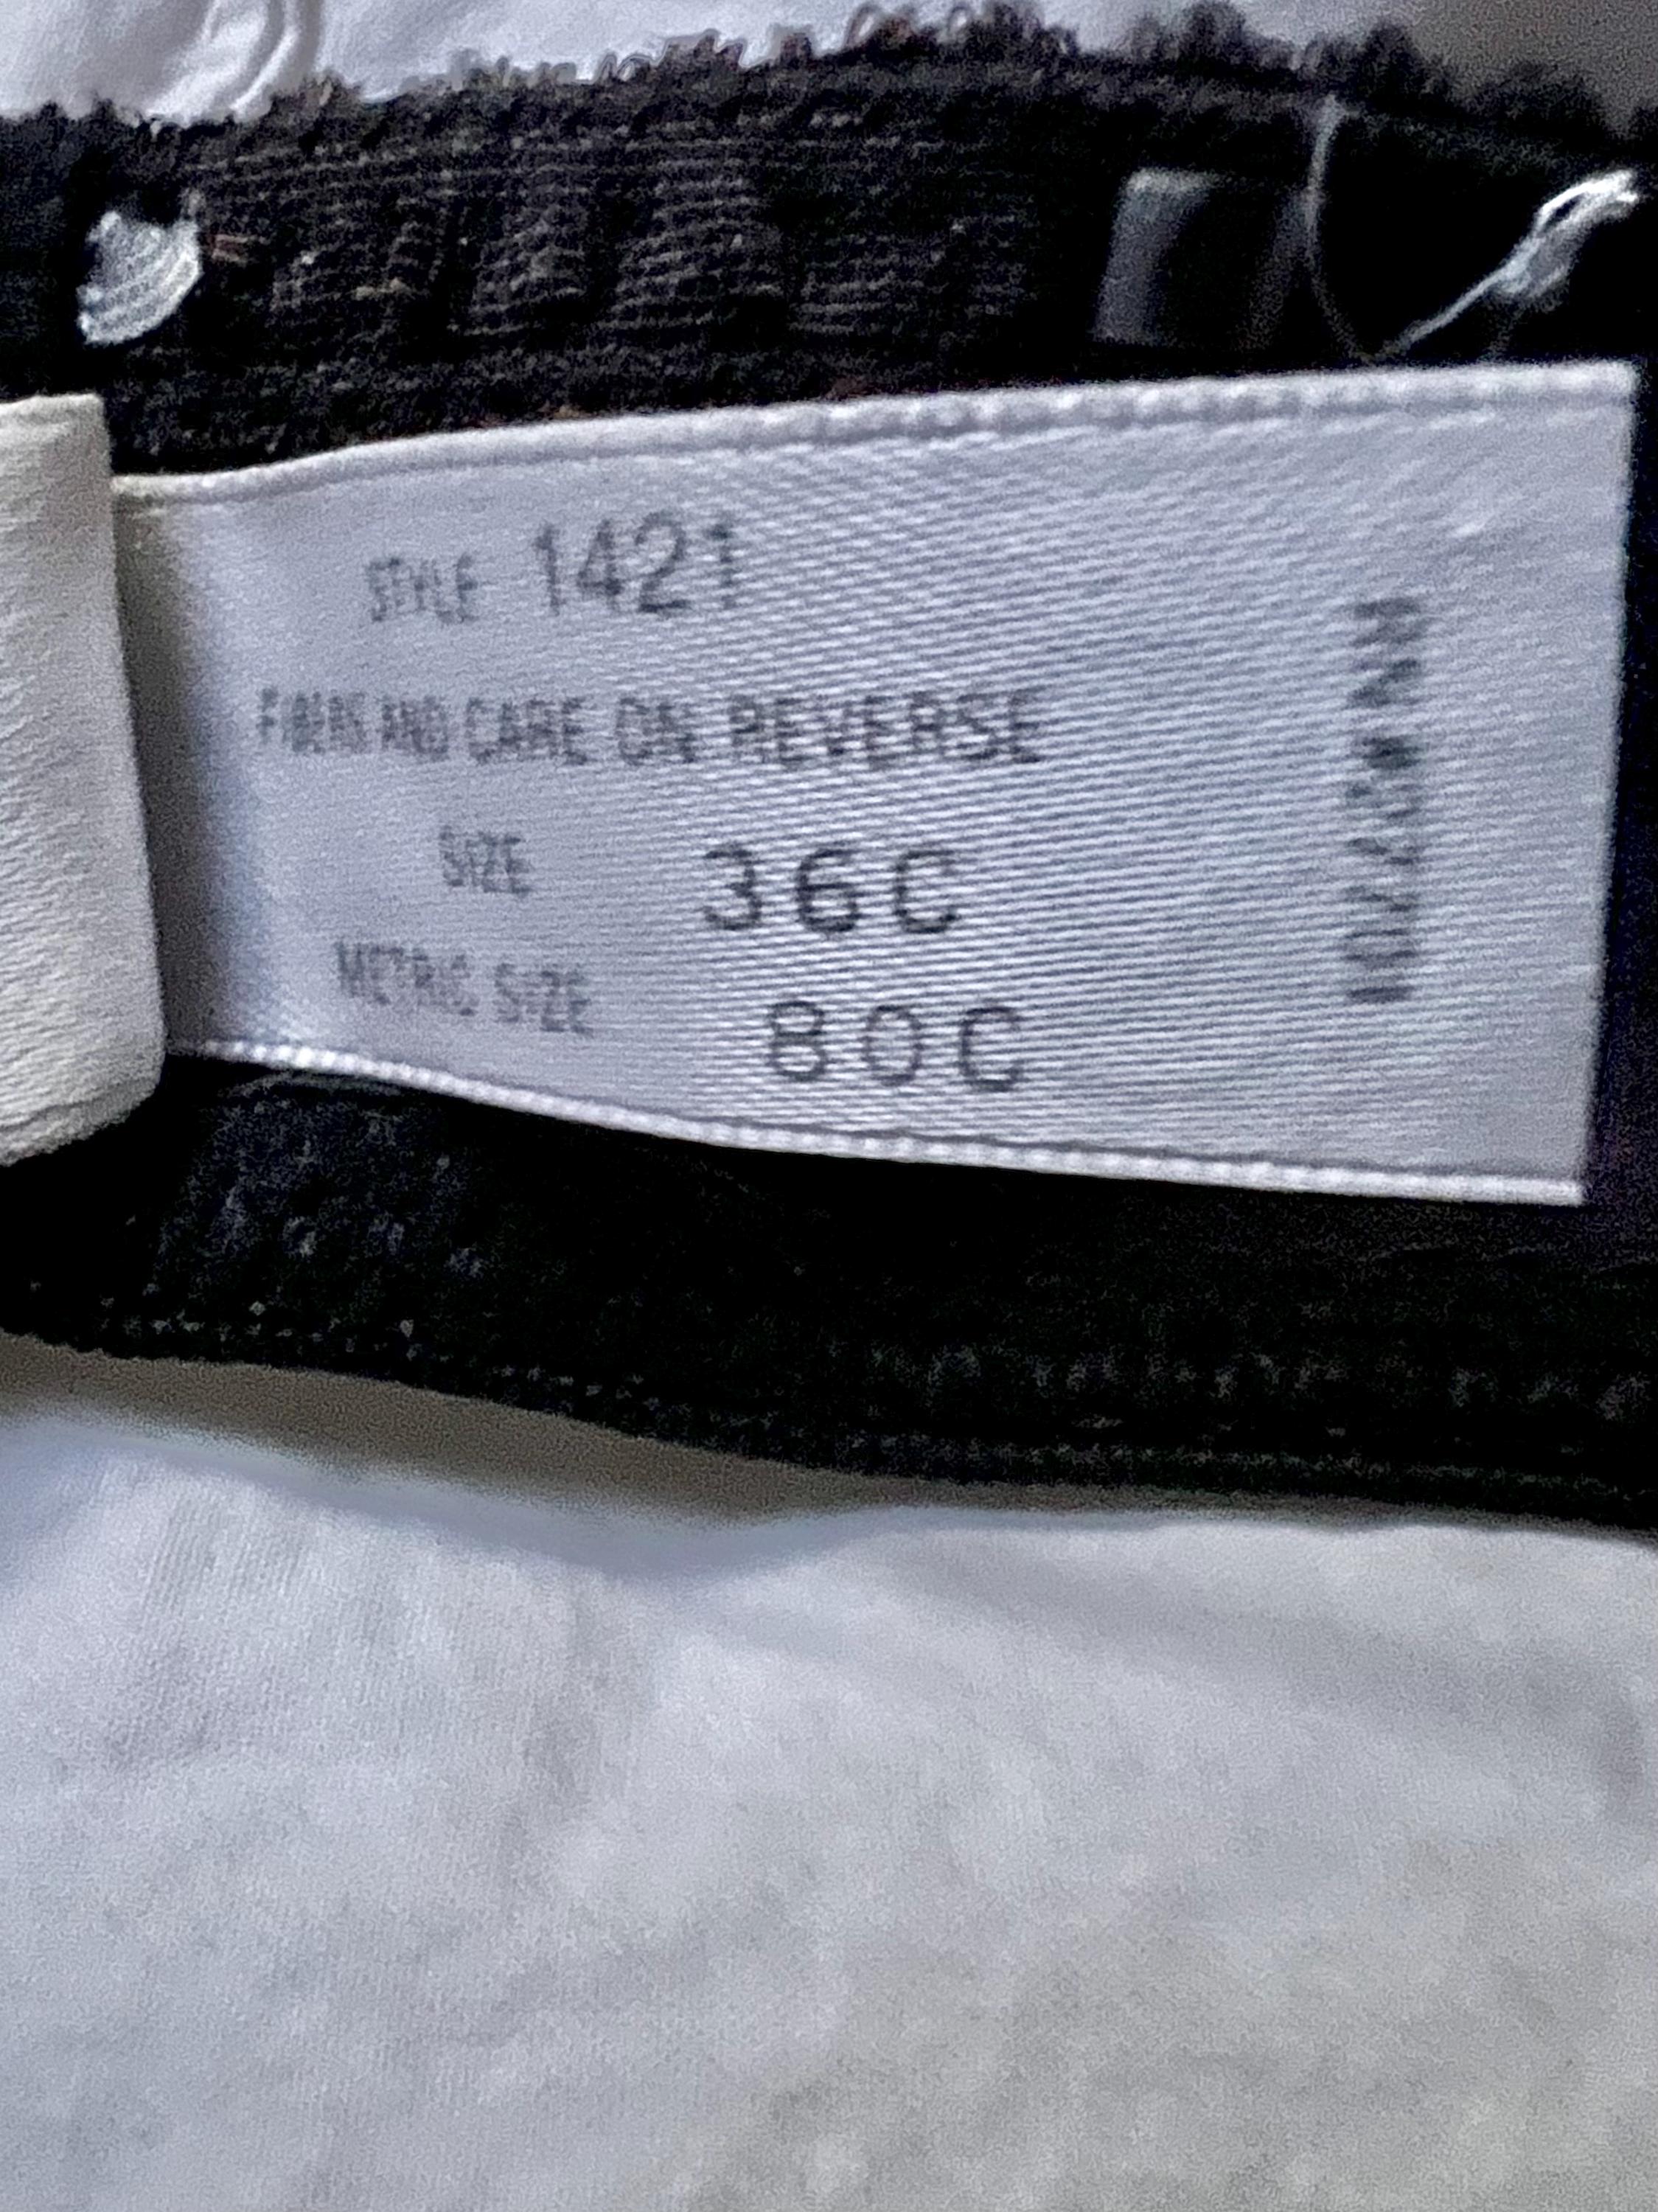 STYLE 1421
FIBERS AND CARE ON REVERSE
SIZE 36C
METRIC SIZE 80C